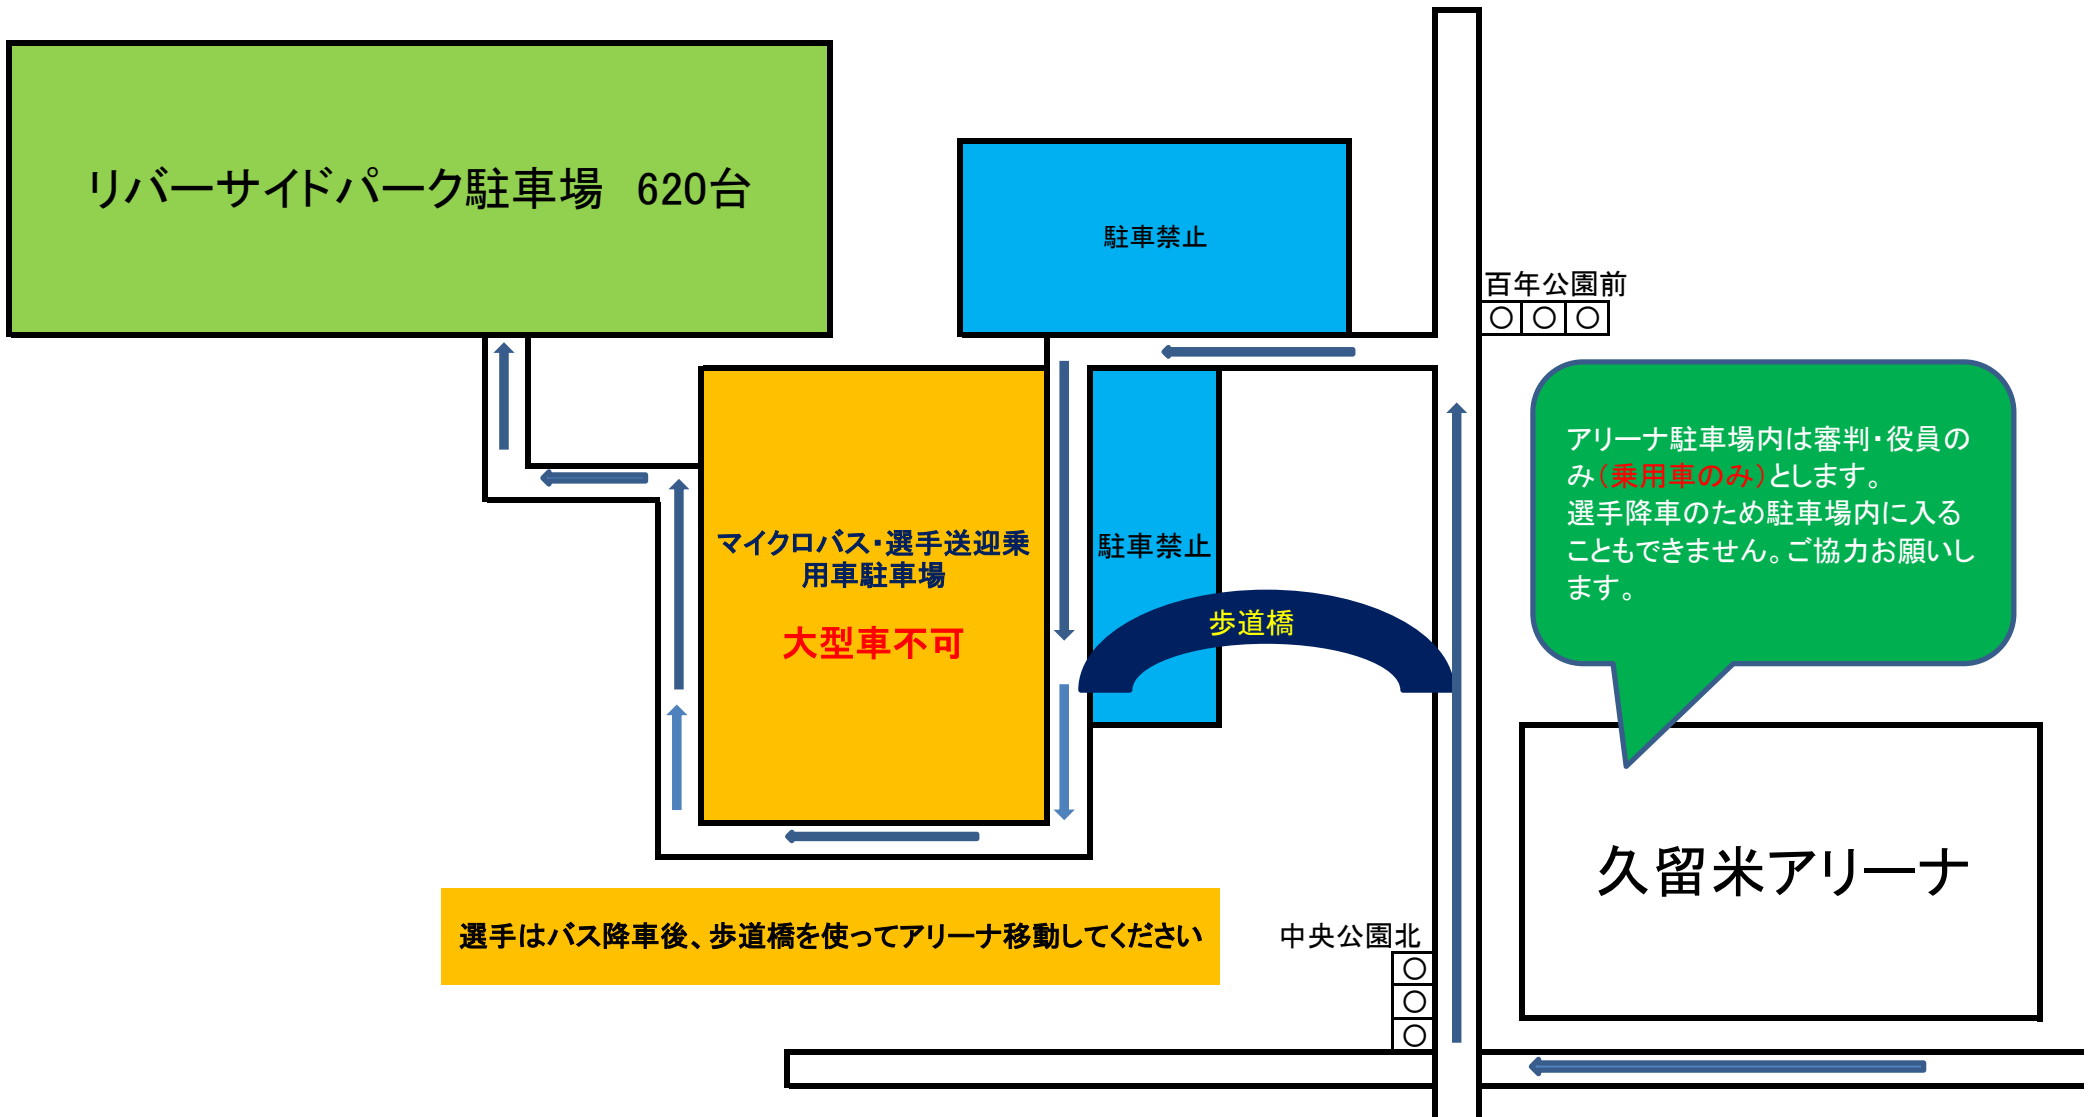 リバーサイドパーク駐車場　620台
駐車禁止
百年公園前
○○○
アリーナ駐車場内は審判・役員の
み(乗用車のみ)とします。
選手降車のため駐車場内に入る
こともできません。ご協力お願いし
ます。
マイクロバス・選手送迎乗
用車駐車場
大型車不可
駐車禁止
歩道橋
久留米アリーナ
選手はバス降車後、歩道橋を使ってアリーナ移動してください
中央公園北
○
○
○